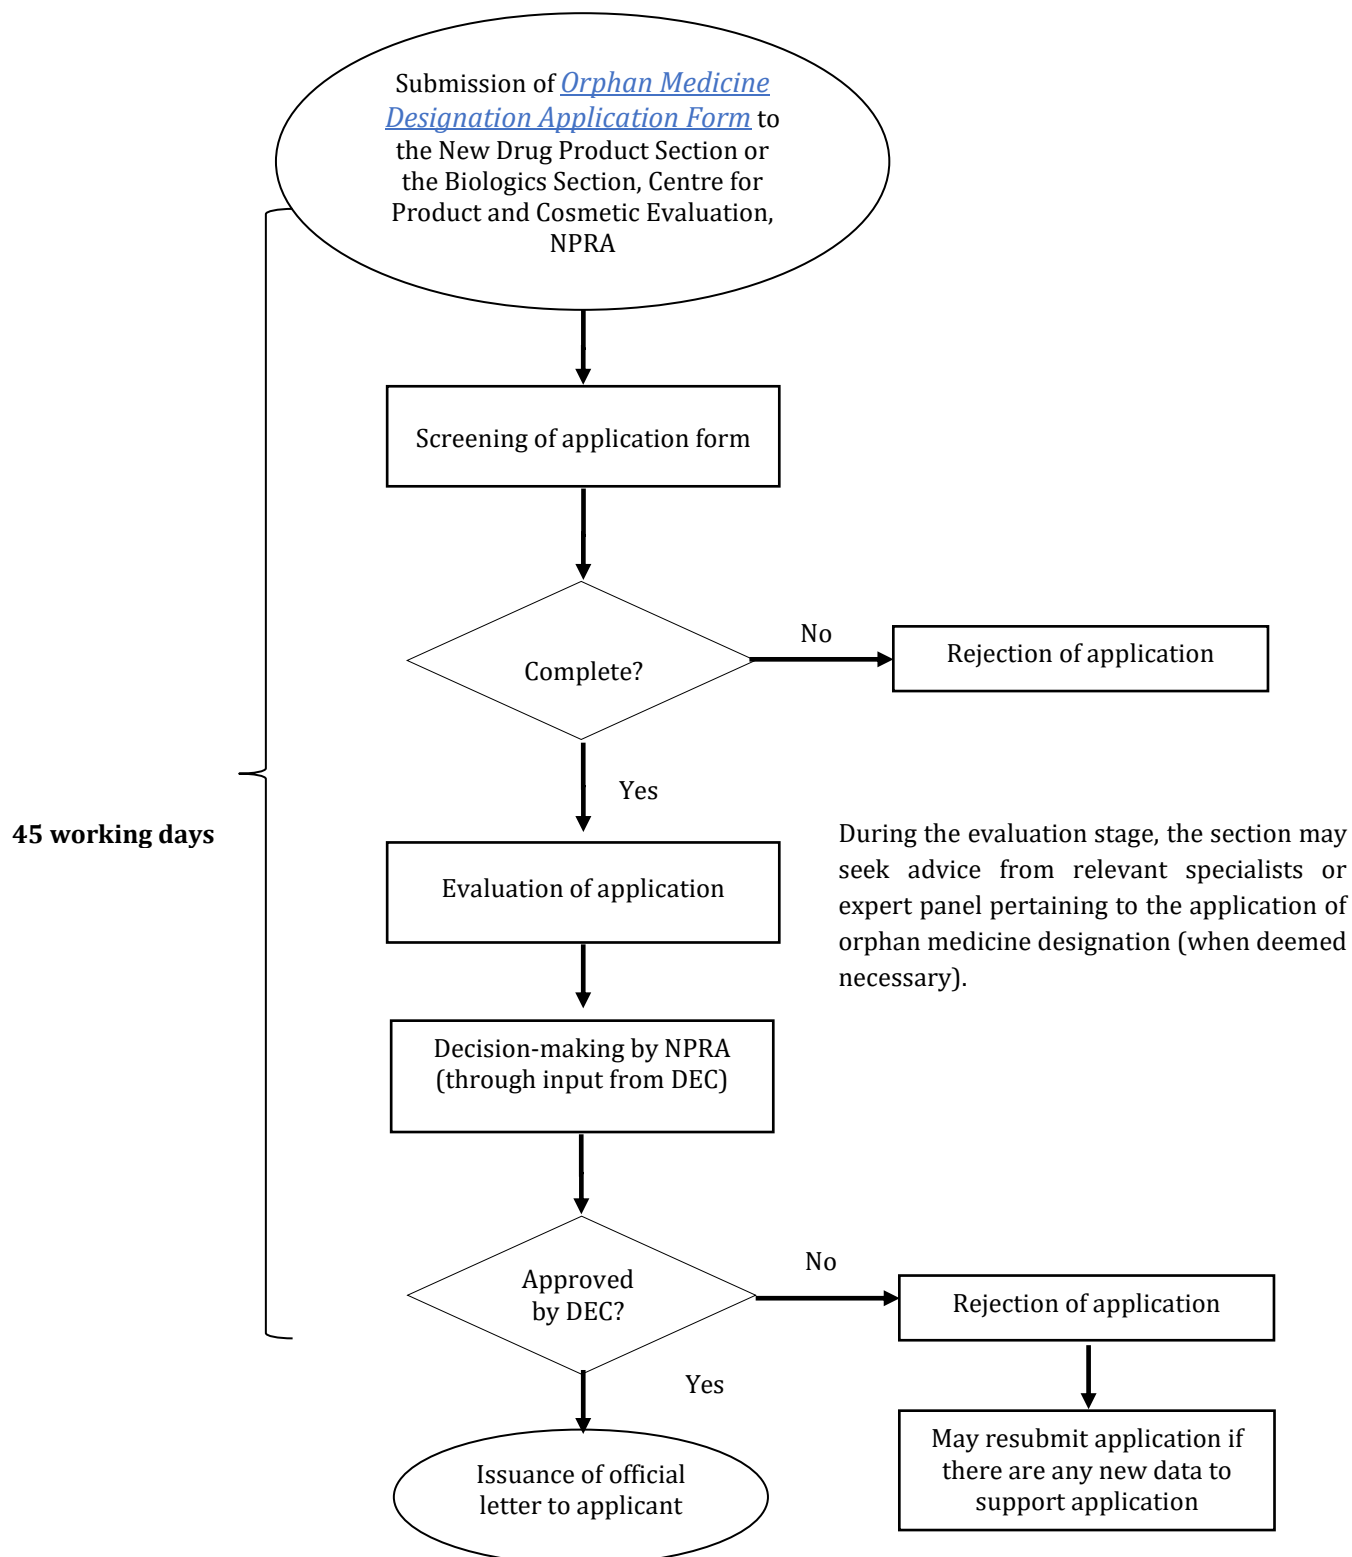 Submission of Orphan Medicine
Designation Application Form to
the New Drug Product Section or
the Biologics Section, Centre for
Product and Cosmetic Evaluation,
NPRA
Screening of application form
Complete?
No
Rejection of application
Yes
45 working days
Evaluation of application
During the evaluation stage, the section may
seek advice from relevant specialists or
expert panel pertaining to the application of
orphan medicine designation (when deemed
necessary).
Decision-making by NPRA
(through input from DEC)
Approved
by DEC?
No
Rejection of application
Yes
Issuance of official
letter to applicant
May resubmit application if
there are any new data to
support application